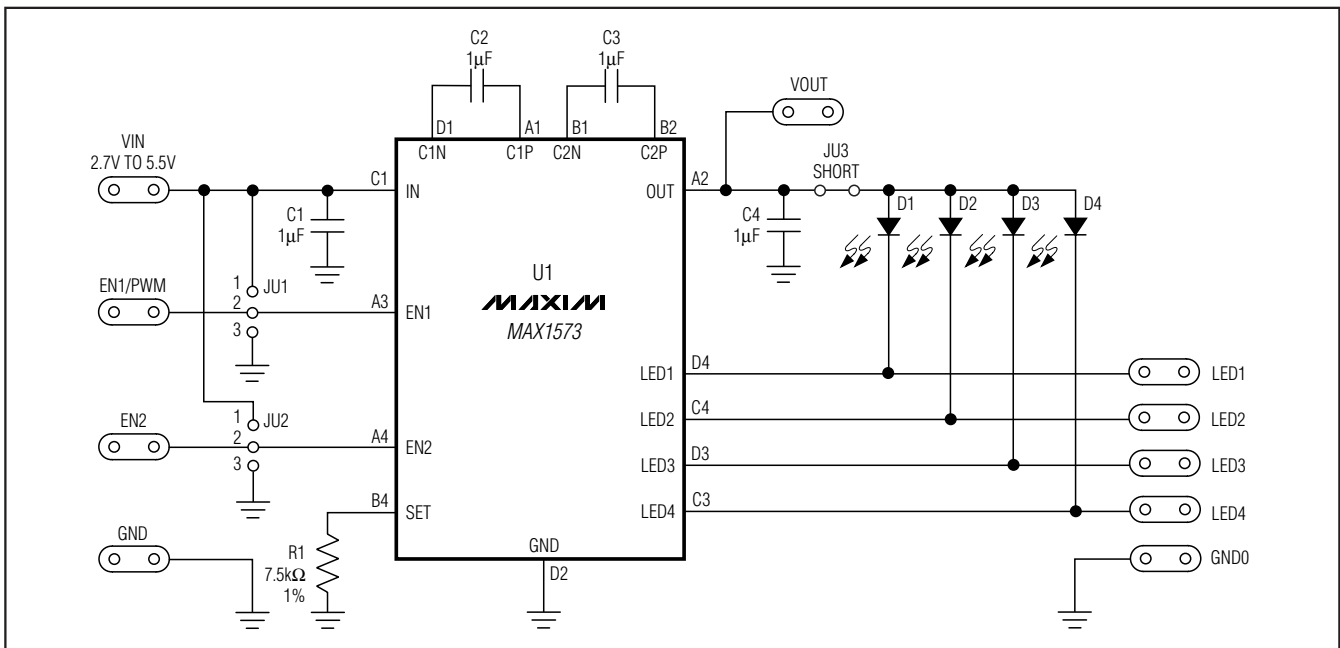 C2
1µF
C3
1µF
VOUT
D1
A1
B1
B2
C1N
C1P
C2N
C2P
VIN
2.7V TO 5.5V
JU3
SHORT
C1
IN
OUT
A2
C1
1µF
C4
1µF
D1
D2
D3
D4
U1
MAXIM
MAX1573
EN1/PWM
1
2
3
JU1
A3
EN1
LED1
D4
LED1
EN2
1
2
3
JU2
A4
EN2
LED2
C4
LED2
LED3
D3
LED3
B4
SET
LED4
C3
LED4
GND
R1
7.5kΩ
1%
GND
D2
GND0